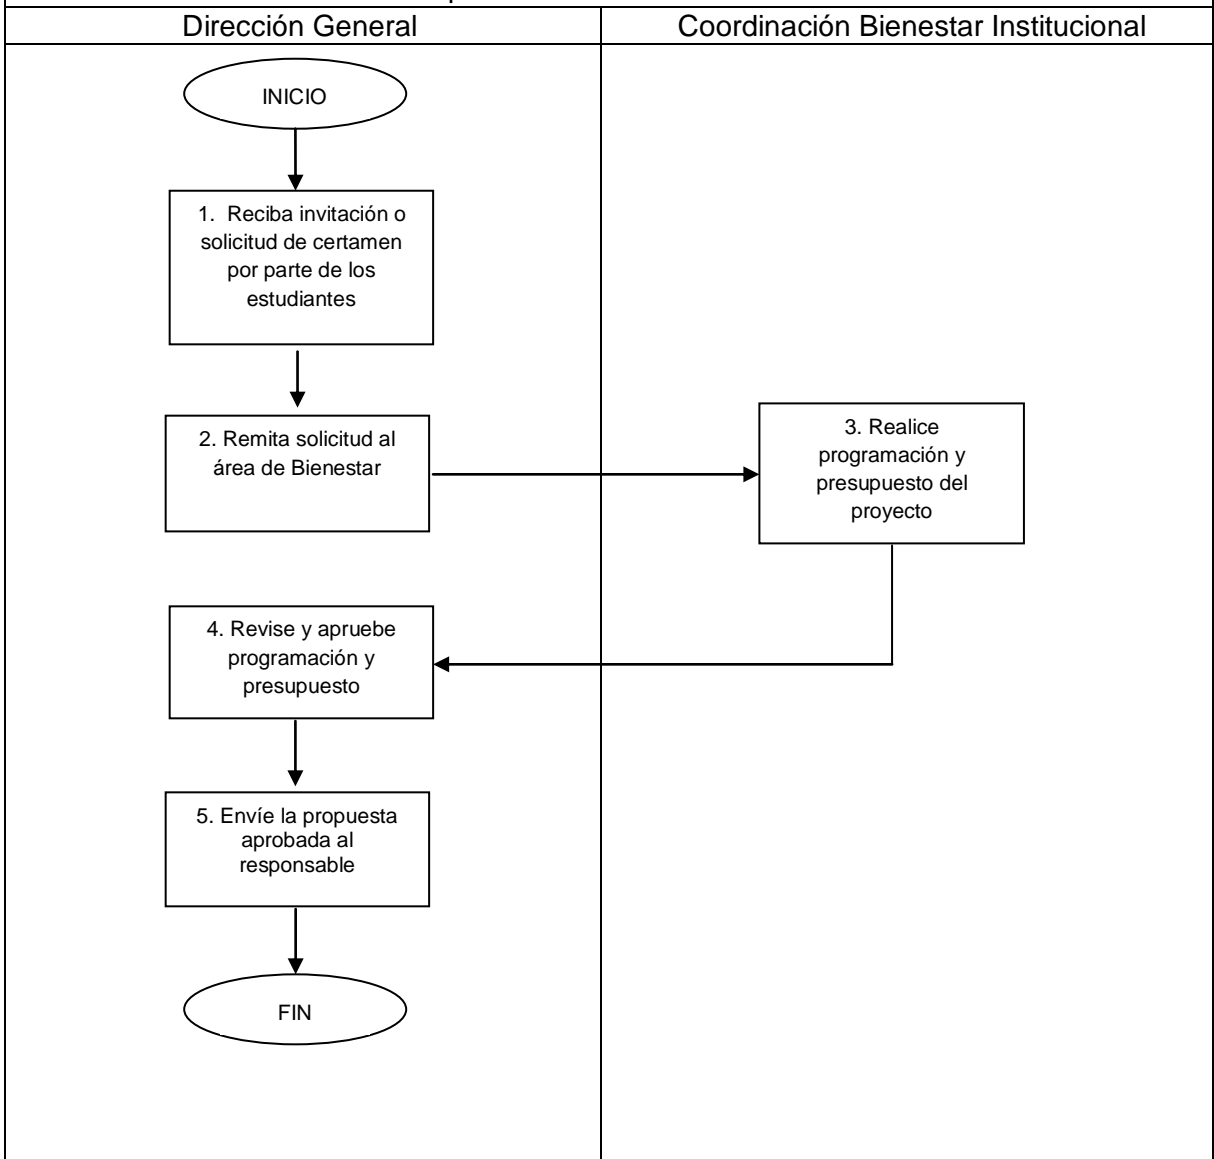 Dirección General
Coordinación Bienestar Institucional
INICIO
1. Reciba invitación o
solicitud de certamen
por parte de los
estudiantes
2. Remita solicitud al
área de Bienestar
3. Realice
programación y
presupuesto del
proyecto
4. Revise y apruebe
programación y
presupuesto
5. Envíe la propuesta
aprobada al
responsable
FIN